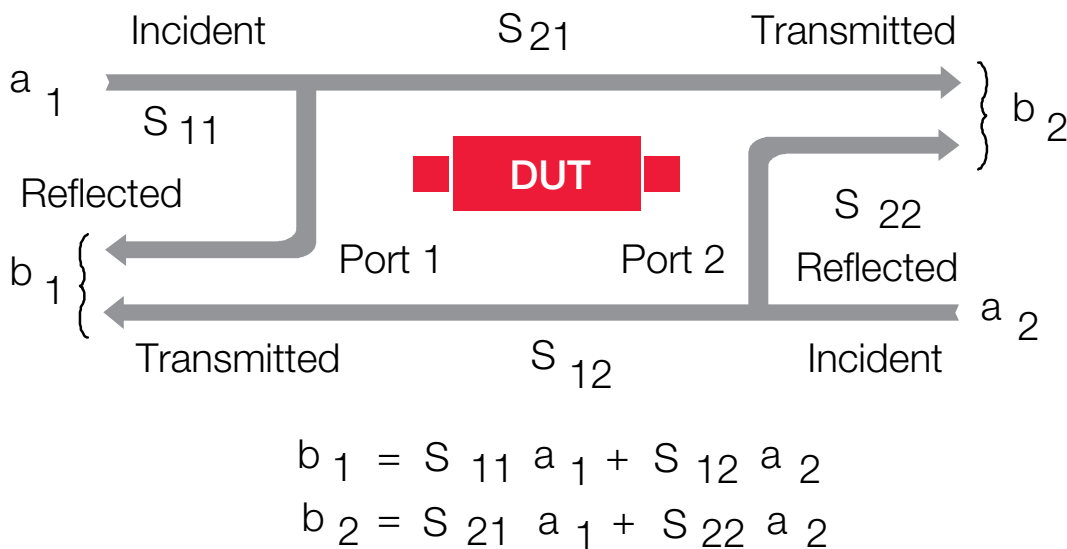 Incident S21 Transmitted
a1
S11
b2
DUT
Reflected
S22
Port 1 Port 2
Reflected
b1
a2
Transmitted S12 Incident
b1 = S11 a1 + S12 a2
b2 = S21 a1 + S22 a2